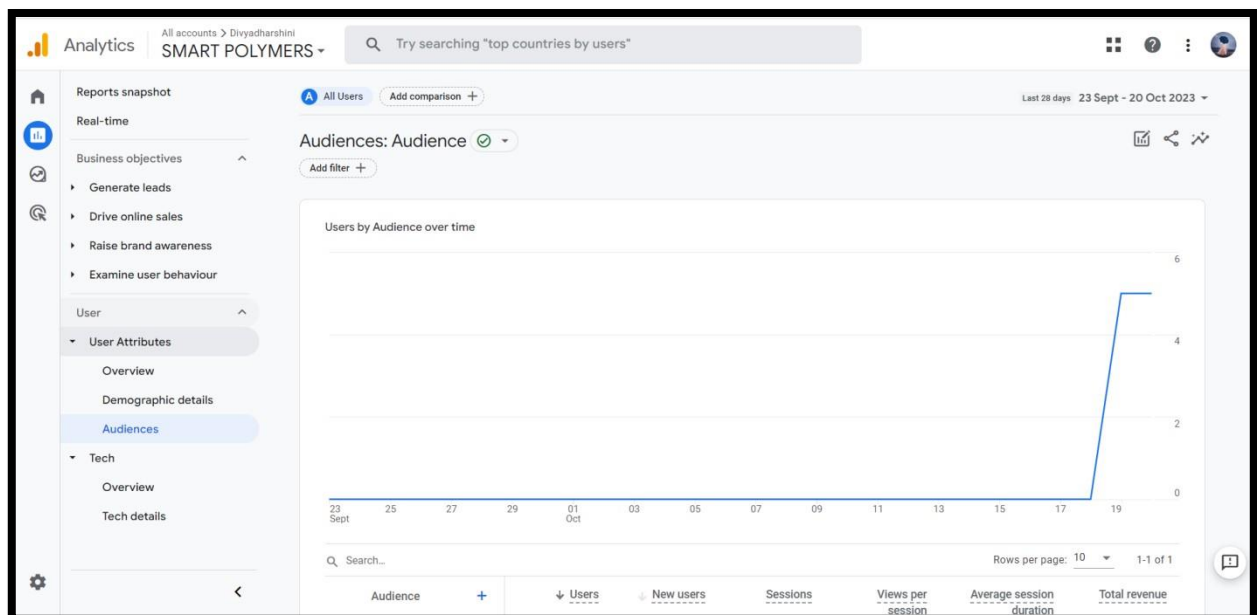 Analytics
All accounts > Divyadharshini
SMART POLYMERS
Try searching "top countries by users"
Reports snapshot
Real-time
Business objectives
Generate leads
Drive online sales
Raise brand awareness
Examine user behaviour
User
User Attributes
Overview
Demographic details
Audiences
Tech
Overview
Tech details
A All Users
Add comparison +
Last 28 days 23 Sept - 20 Oct 2023
Audiences: Audience
Add filter +
Users by Audience over time
6
4
2
0
23 25 27 29 01 03 05 07 09 11 13 15 17 19
Sept Oct
Search...
Rows per page: 10 1-1 of 1
Audience + Users New users Sessions Views per Average session Total revenue
session duration